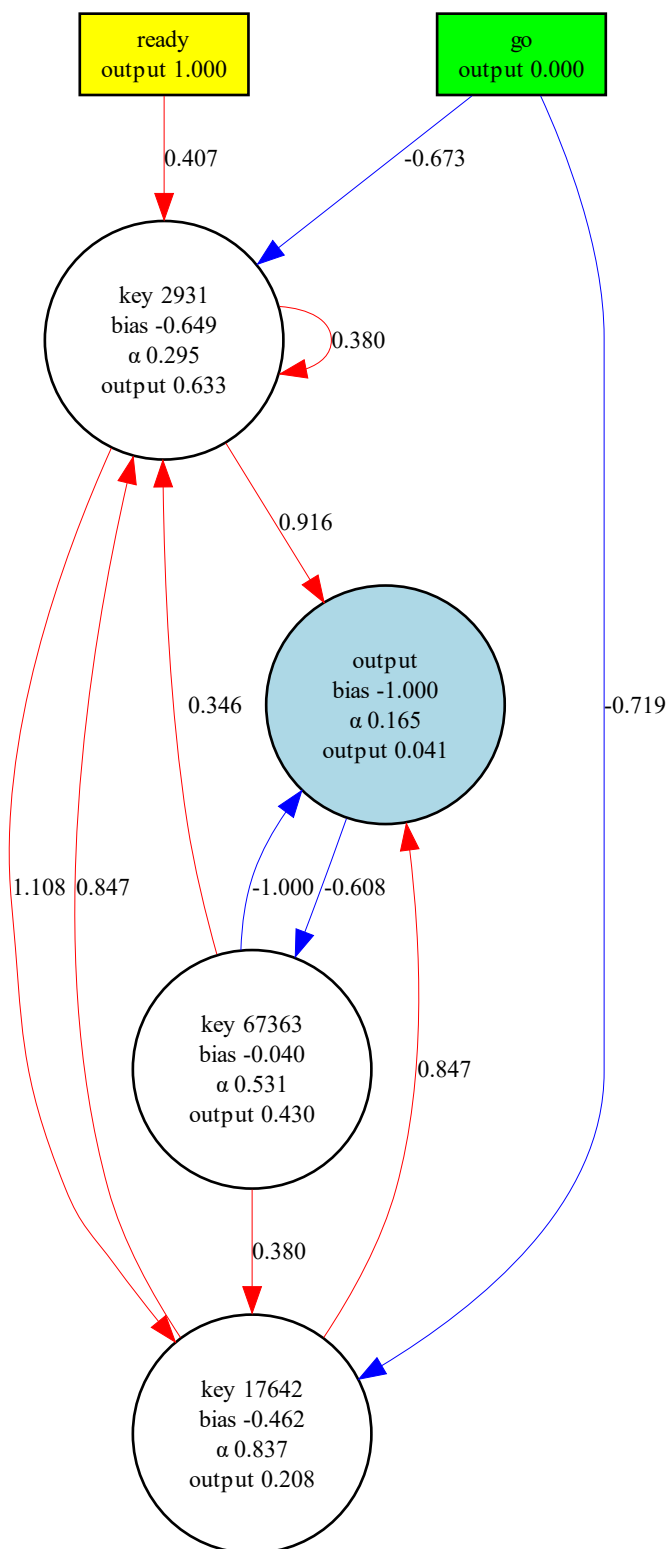 ready
output 1.000
go
output 0.000
0.407
-0.673
key 2931
bias -0.649
α 0.295
output 0.633
0.380
0.916
output
bias -1.000
α 0.165
output 0.041
0.346
-0.719
1.108
0.847
-1.000
-0.608
key 67363
bias -0.040
α 0.531
output 0.430
0.847
0.380
key 17642
bias -0.462
α 0.837
output 0.208